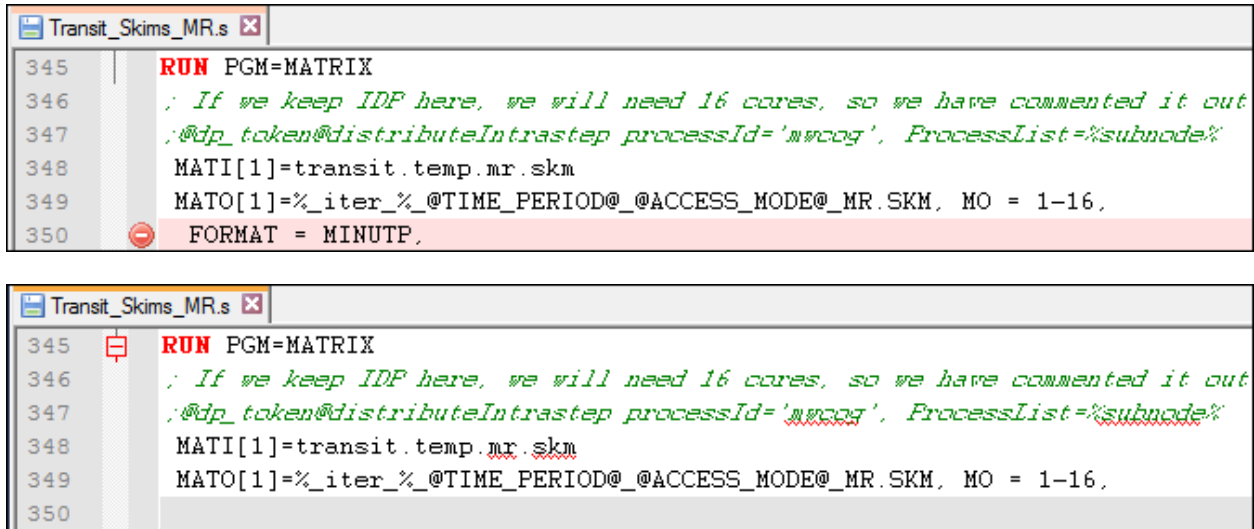 Transit_Skims_MR.s
345 RUN PGM=MATRIX
346 ; If we keep IDP here, we will need 16 cores, so we have commented it out
347 ;@dp_token@distributeIntrastep processId='mwcog', ProcessList=%subnode%
348 MATI[1]=transit.temp.mr.skm
349 MATO[1]=%_iter_%_@TIME_PERIOD@_@ACCESS_MODE@_MR.SKM, MO = 1-16,
350 FORMAT = MINUTP,
Transit_Skims_MR.s
345 RUN PGM=MATRIX
346 ; If we keep IDP here, we will need 16 cores, so we have commented it out
347 ;@dp_token@distributeIntrastep processId='mwcog', ProcessList=%subnode%
348 MATI[1]=transit.temp.mr.skm
349 MATO[1]=%_iter_%_@TIME_PERIOD@_@ACCESS_MODE@_MR.SKM, MO = 1-16,
350